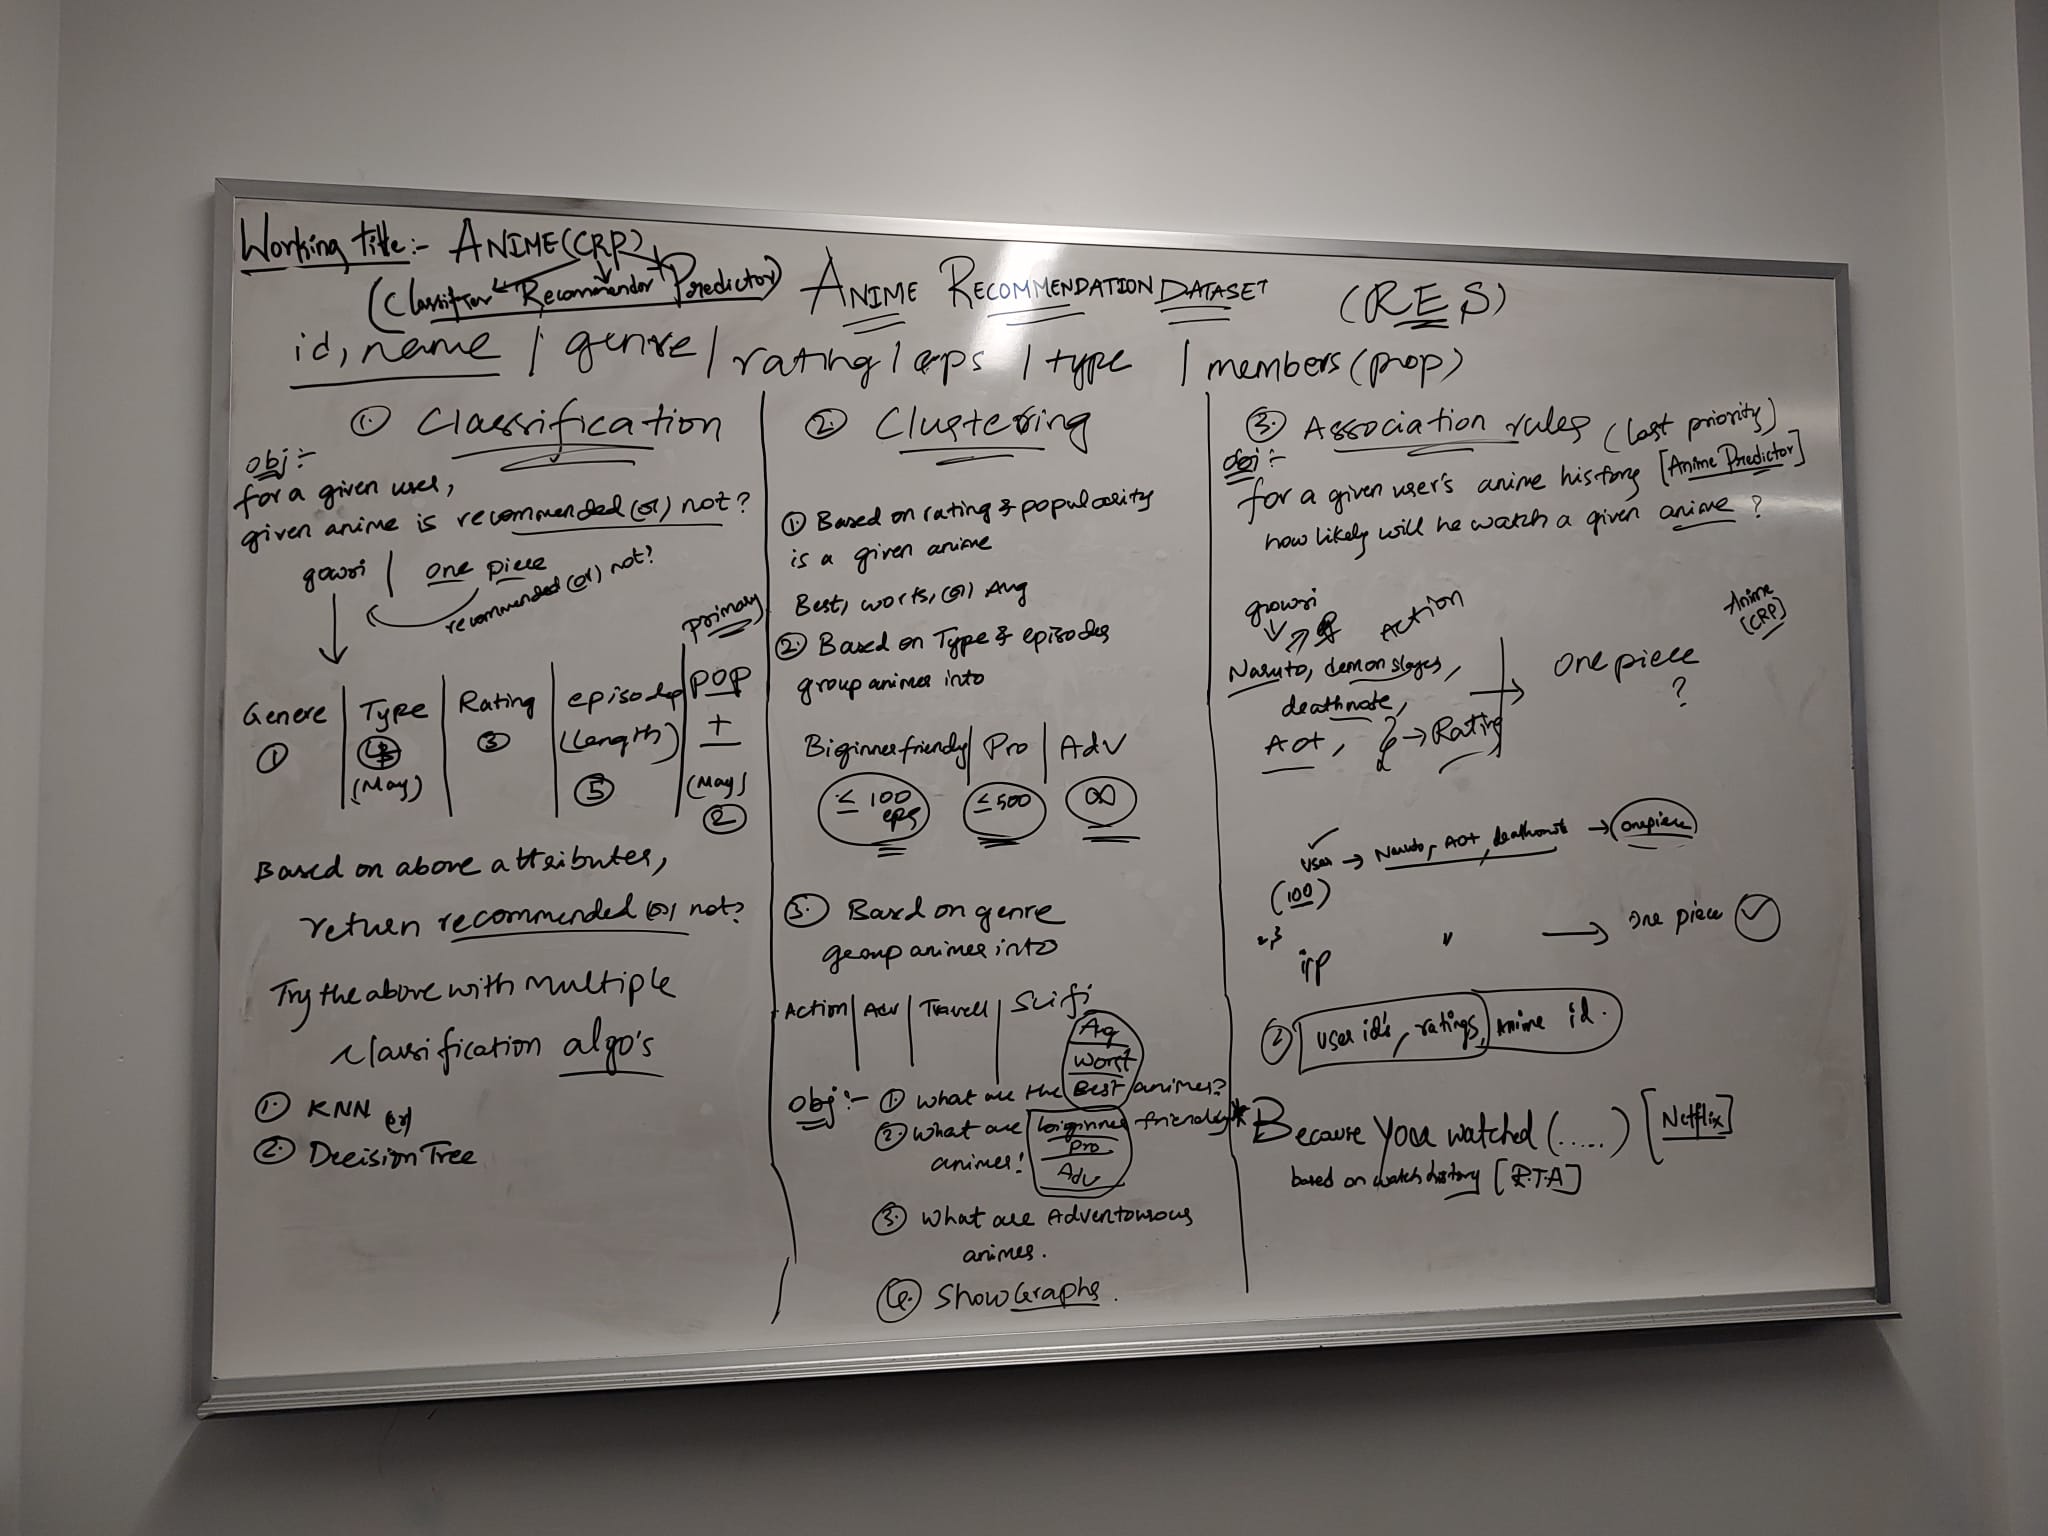 Working title:- ANIME(CRP)
(Classifier Recommender Predictor)
ANIME RECOMMENDATION DATASET (RES)
id, name / genre / rating / eps / type / members (pop)
① Classification
obj:-
for a given user,
given anime is recommended (or) not?
gowri | one piece
recommended (or) not?
primary
Genere | Type | Rating | episodes | POP
(Length) +
① ③ (May) (May)
⑤ ②
Based on above attributes,
return recommended (or) not?
Try the above with multiple
classification algo's
①. KNN (or)
②. Decision Tree
②. Clustering
①. Based on rating & popularity
is a given anime
Best, worts, (or) Avg
②. Based on Type & episodes
group animes into
Biginner friendly | Pro | Adv
≤ 100 eps ≤ 500 ∞
③. Based on genre
group animes into
Action | Adv | Travell | Scifi
obj:- ① What are the Best animes?
Worst
②. What are biginner friendly
animes! Pro
Adv
③. What are Adventourous
animes.
④. Show Graphs.
③. Association rules (last priority)
obj:-
for a given user's anime history [Anime Predictor]
how likely will he watch a given anime?
gowri Action
Anime [CRP]
Naruto, demon slayer, → One piece
deathnote, ?
Aot, → Rating
user → Naruto, Aot, deathnote → onepiece
(100)
→ one piece ✓
② user id's, ratings, Anime id.
* Because you watched (.....) [Netflix]
based on watch history [R.T.A]